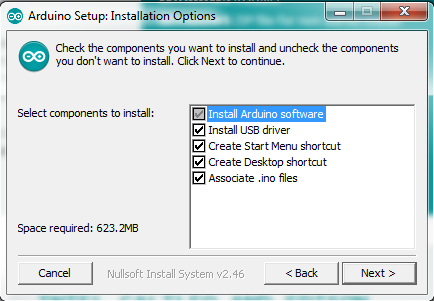 Arduino Setup: Installation Options
Check the components you want to install and uncheck the components
you don't want to install. Click Next to continue.
Select components to install:
Install Arduino software
Install USB driver
Create Start Menu shortcut
Create Desktop shortcut
Associate .ino files
Space required: 623.2MB
Cancel
Nullsoft Install System v2.46
< Back
Next >